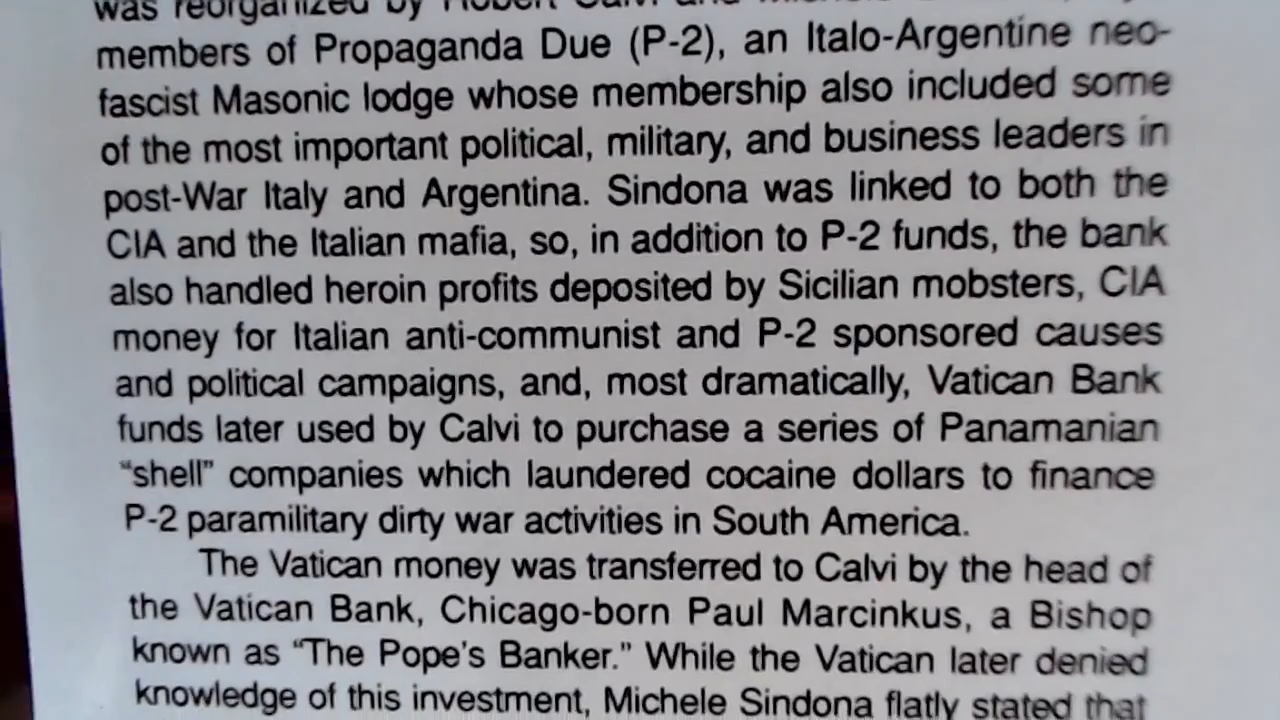 was reorganized by Robert Calvi and
members of Propaganda Due (P-2), an Italo-Argentine neo-
fascist Masonic lodge whose membership also included some
of the most important political, military, and business leaders in
post-War Italy and Argentina. Sindona was linked to both the
CIA and the Italian mafia, so, in addition to P-2 funds, the bank
also handled heroin profits deposited by Sicilian mobsters, CIA
money for Italian anti-communist and P-2 sponsored causes
and political campaigns, and, most dramatically, Vatican Bank
funds later used by Calvi to purchase a series of Panamanian
“shell” companies which laundered cocaine dollars to finance
P-2 paramilitary dirty war activities in South America.
The Vatican money was transferred to Calvi by the head of
the Vatican Bank, Chicago-born Paul Marcinkus, a Bishop
known as “The Pope’s Banker.” While the Vatican later denied
knowledge of this investment, Michele Sindona flatly stated that